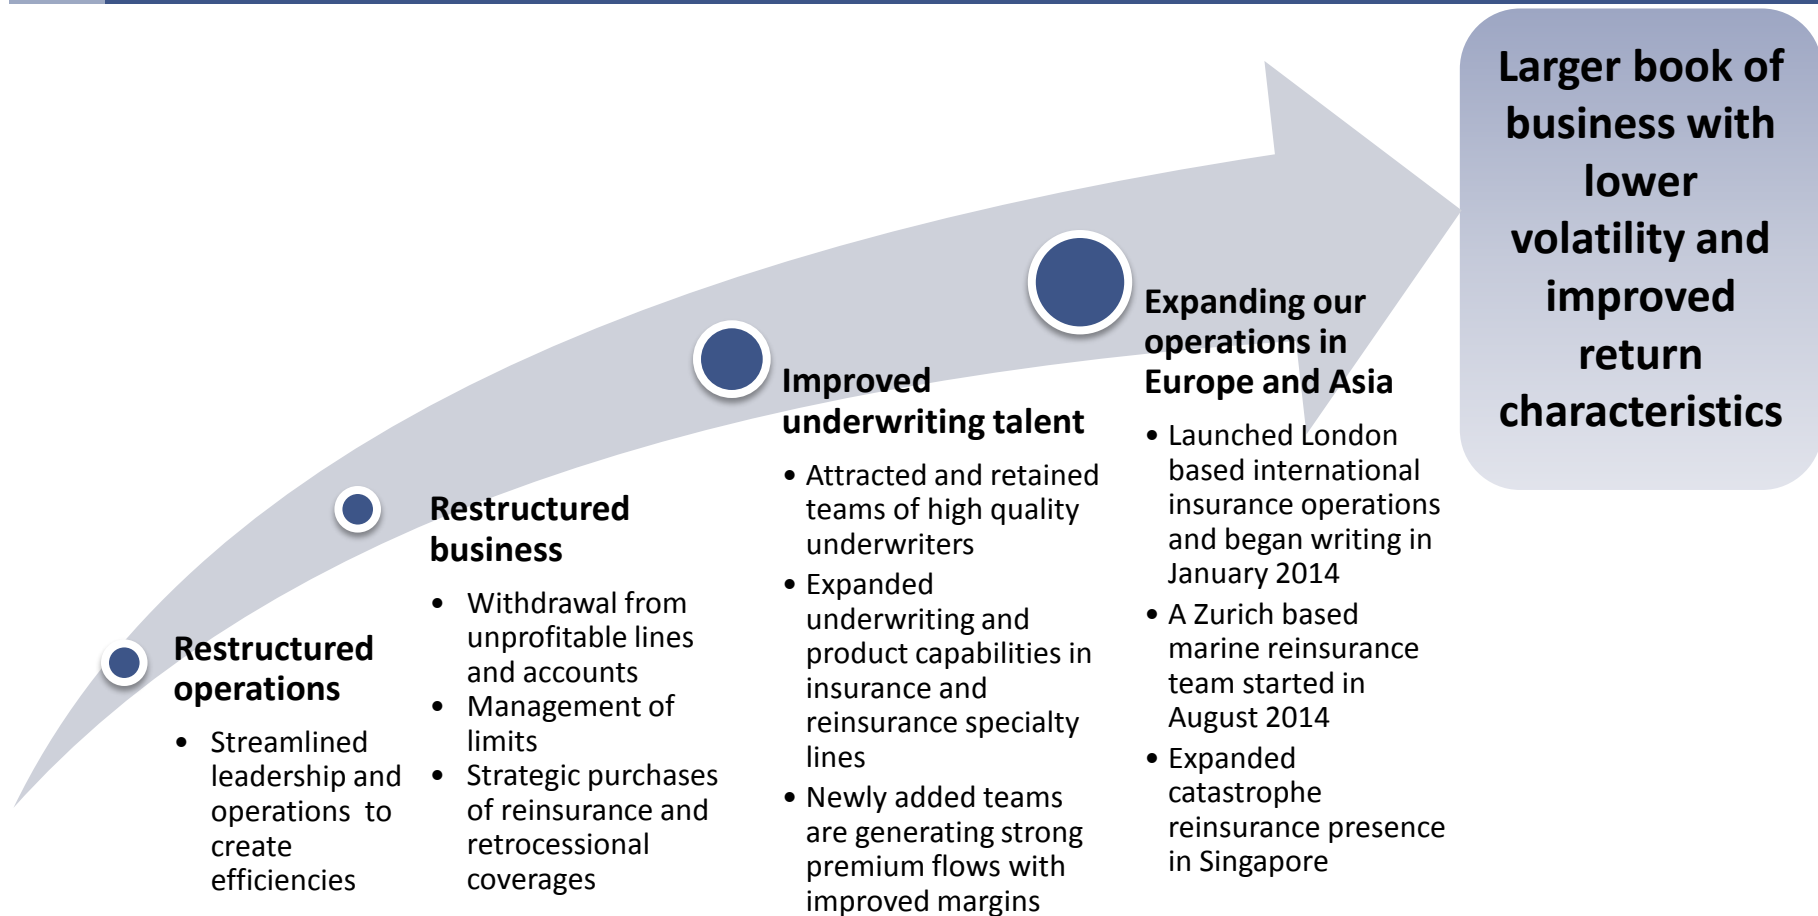 Larger book of
business with
lower
volatility and
improved
return
characteristics
Restructured
operations
• Streamlined
leadership and
operations to
create
efficiencies
Restructured
business
• Withdrawal from
unprofitable lines
and accounts
• Management of
limits
• Strategic purchases
of reinsurance and
retrocessional
coverages
Improved
underwriting talent
• Attracted and retained
teams of high quality
underwriters
• Expanded
underwriting and
product capabilities in
insurance and
reinsurance specialty
lines
• Newly added teams
are generating strong
premium flows with
improved margins
Expanding our
operations in
Europe and Asia
• Launched London
based international
insurance operations
and began writing in
January 2014
• A Zurich based
marine reinsurance
team started in
August 2014
• Expanded
catastrophe
reinsurance presence
in Singapore